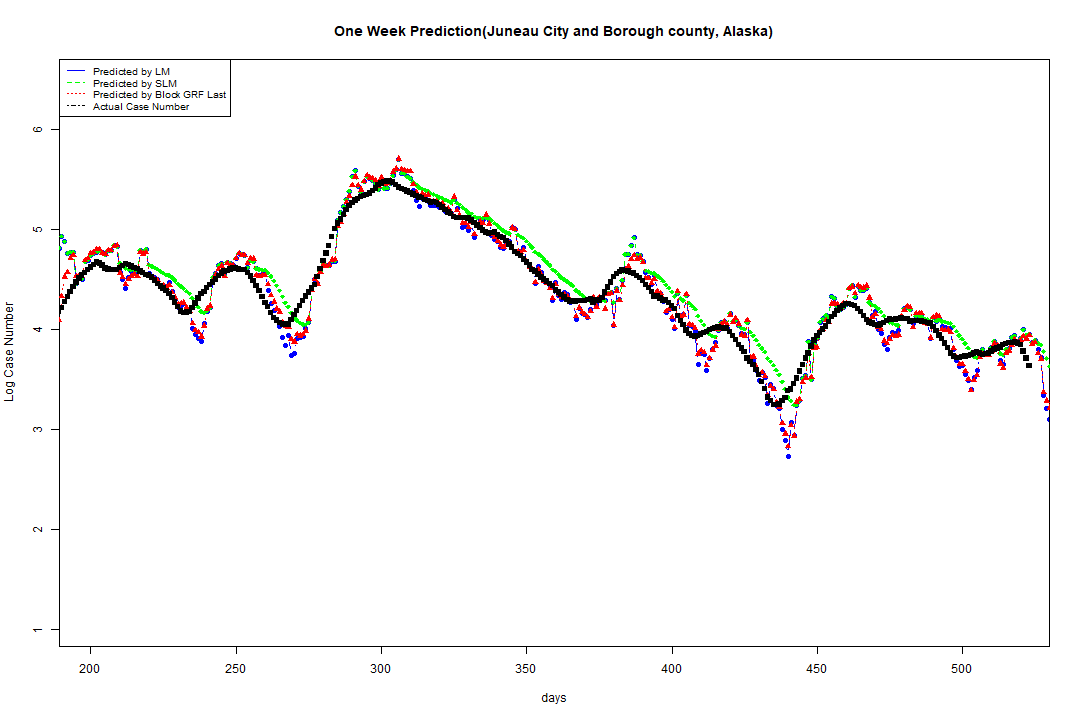 One Week Prediction(Juneau City and Borough county, Alaska)
Predicted by LM
Predicted by SLM
Predicted by Block GRF Last
Actual Case Number
6
5
4
3
2
1
Log Case Number
200 250 300 350 400 450 500
days